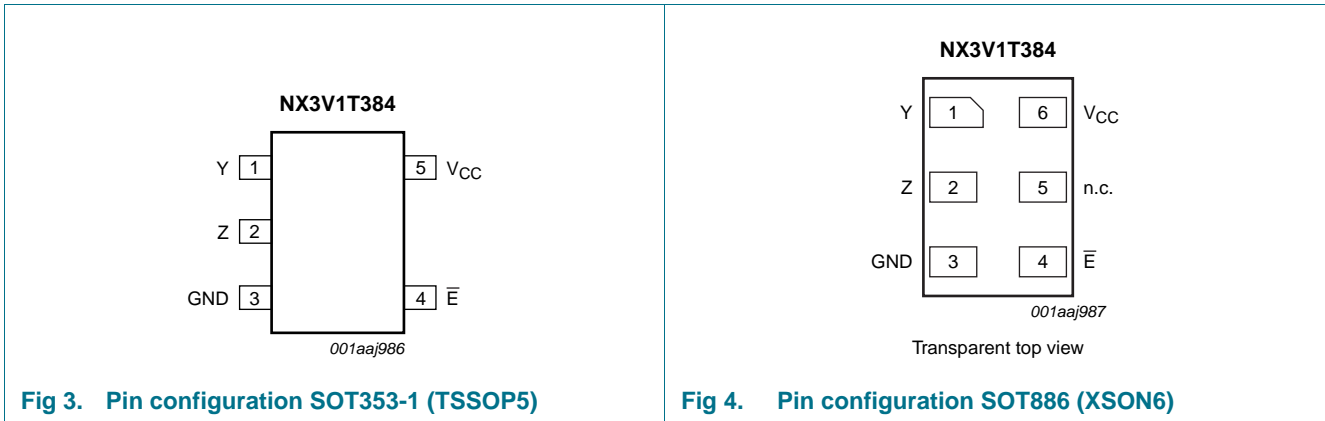 NX3V1T384
Y 1 5 VCC
Z 2
GND 3 4 E̅
001aaj986
Fig 3. Pin configuration SOT353-1 (TSSOP5)
NX3V1T384
Y 1 6 VCC
Z 2 5 n.c.
GND 3 4 E̅
001aaj987
Transparent top view
Fig 4. Pin configuration SOT886 (XSON6)